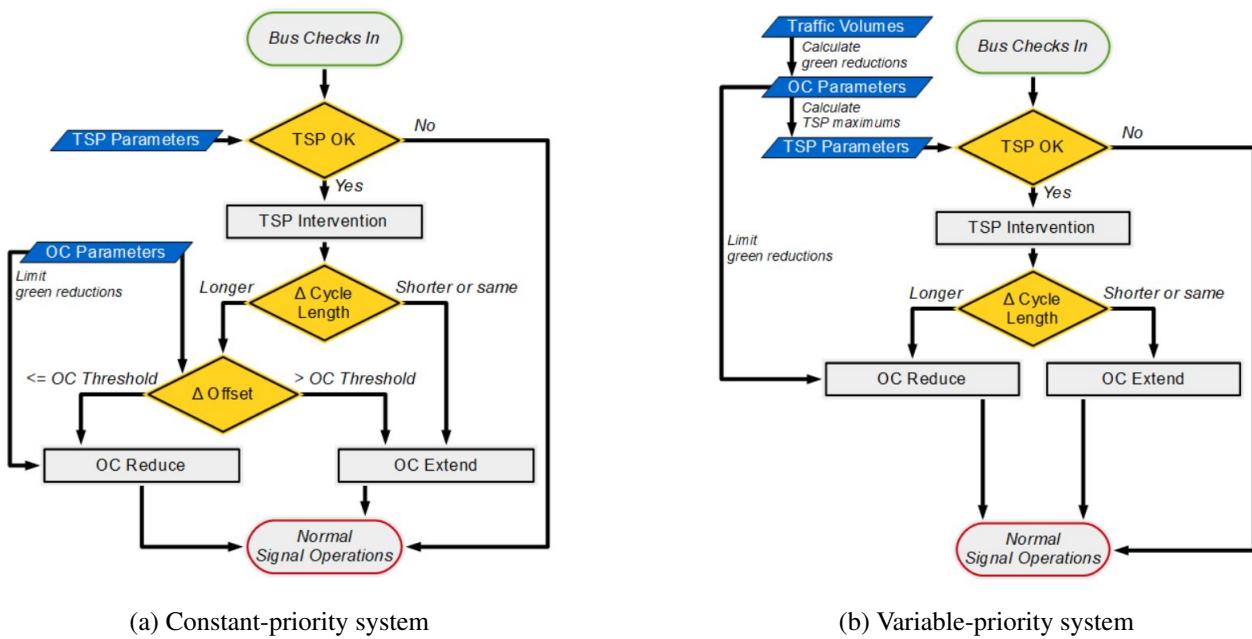 Bus Checks In
TSP Parameters
TSP OK
No
Yes
TSP Intervention
OC Parameters
Limit
green reductions
Longer
Δ Cycle
Length
Shorter or same
<= OC Threshold
Δ Offset
> OC Threshold
OC Reduce
OC Extend
Normal
Signal Operations
(a) Constant-priority system
Traffic Volumes
Calculate
green reductions
OC Parameters
Calculate
TSP maximums
TSP Parameters
Bus Checks In
TSP OK
No
Yes
TSP Intervention
Limit
green reductions
Longer
Δ Cycle
Length
Shorter or same
OC Reduce
OC Extend
Normal
Signal Operations
(b) Variable-priority system